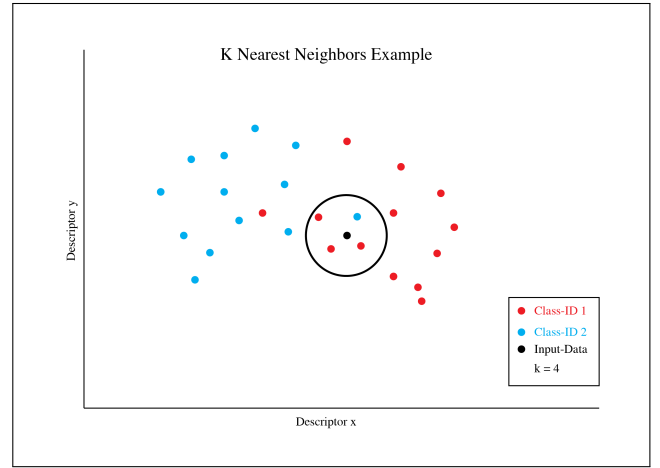 K Nearest Neighbors Example
Descriptor y
Class-ID 1
Class-ID 2
Input-Data
k = 4
Descriptor x